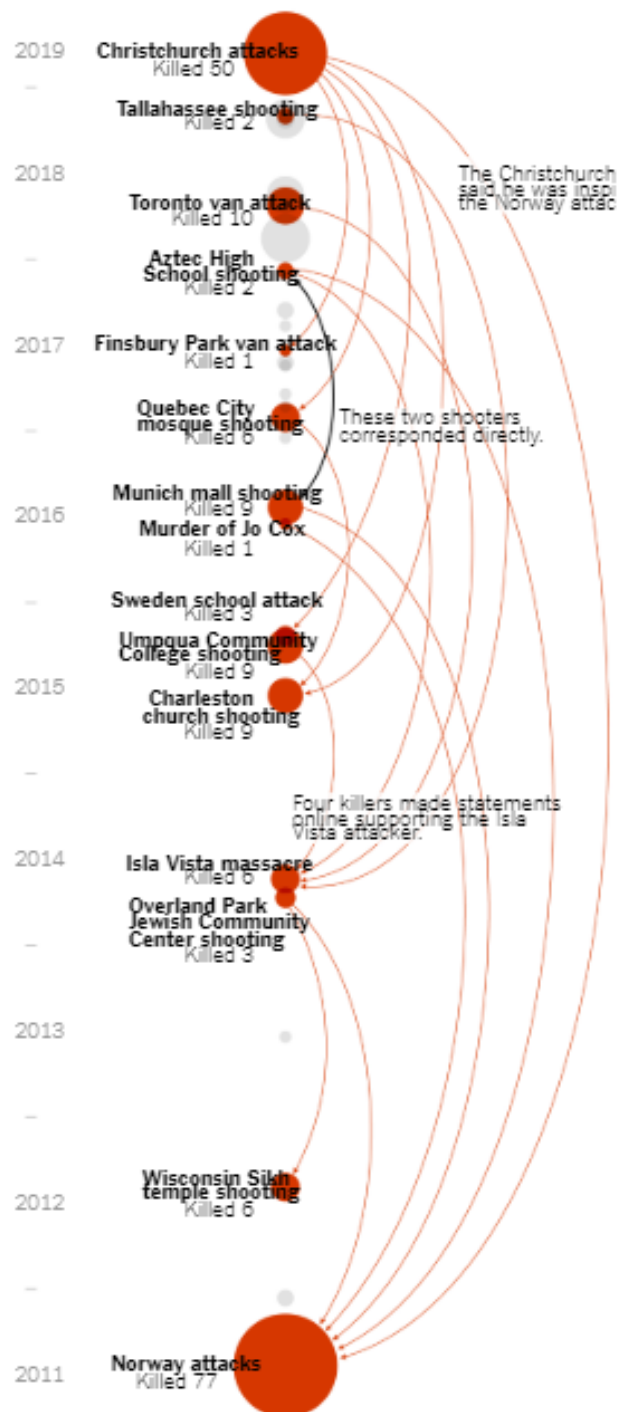 2019
Christchurch attacks
Killed 50
Tallahassee shooting
Killed 2
2018
The Christchurch
said he was inspi
the Norway attac
Toronto van attack
Killed 10
Aztec High
School shooting
Killed 2
2017
Finsbury Park van attack
Killed 1
Quebec City
mosque shooting
Killed 6
These two shooters
corresponded directly.
Munich mall shooting
Killed 9
2016
Murder of Jo Cox
Killed 1
Sweden school attack
Killed 3
Umpqua Community
College shooting
Killed 9
2015
Charleston
church shooting
Killed 9
Four killers made statements
online supporting the Isla
Vista attacker.
2014
Isla Vista massacre
Killed 6
Overland Park
Jewish Community
Center shooting
Killed 3
2013
Wisconsin Sikh
temple shooting
Killed 6
2012
Norway attacks
Killed 77
2011